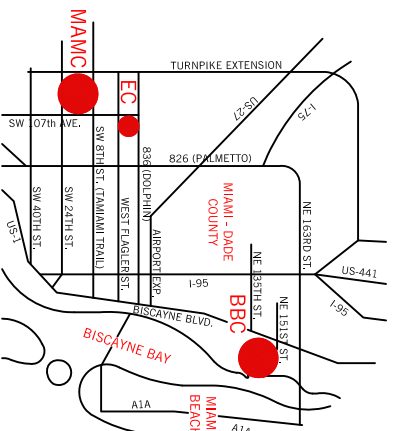 MAMC
TURNPIKE EXTENSION
EC
US-27
I-75
SW 107th AVE.
SW 8TH ST. (TAMIAMI TRAIL)
836 (DOLPHIN)
826 (PALMETTO)
SW 40TH ST.
SW 24TH ST.
WEST FLAGLER ST.
MIAMI - DADE
COUNTY
NE 163RD ST.
US-1
AIRPORT EXP.
NE 135TH ST.
US-441
I-95
I-95
BBC
NE 151ST ST.
BISCAYNE BLVD.
BISCAYNE BAY
A1A
MIAM
BEACH
A1A